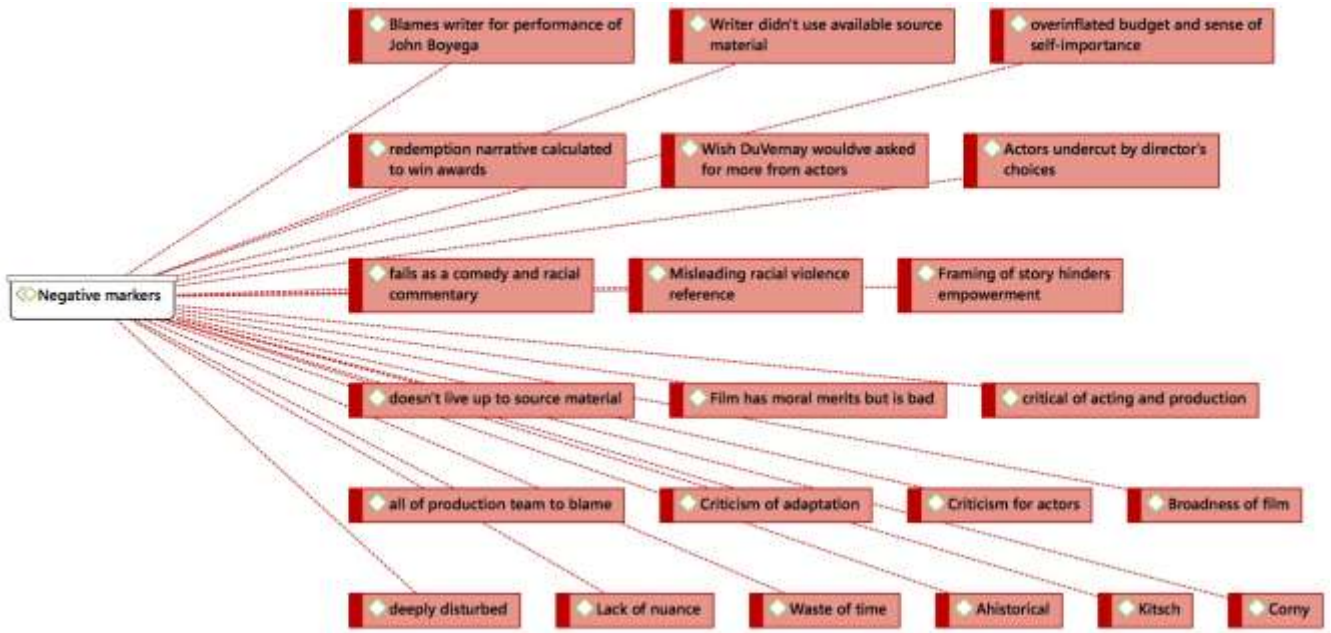 Blames writer for performance of
John Boyega
Writer didn't use available source
material
overinflated budget and sense of
self-importance
redemption narrative calculated
to win awards
Wish DuVernay wouldve asked
for more from actors
Actors undercut by director's
choices
fails as a comedy and racial
commentary
Misleading racial violence
reference
Framing of story hinders
empowerment
Negative markers
doesn't live up to source material
Film has moral merits but is bad
critical of acting and production
all of production team to blame
Criticism of adaptation
Criticism for actors
Broadness of film
deeply disturbed
Lack of nuance
Waste of time
Ahistorical
Kitsch
Corny